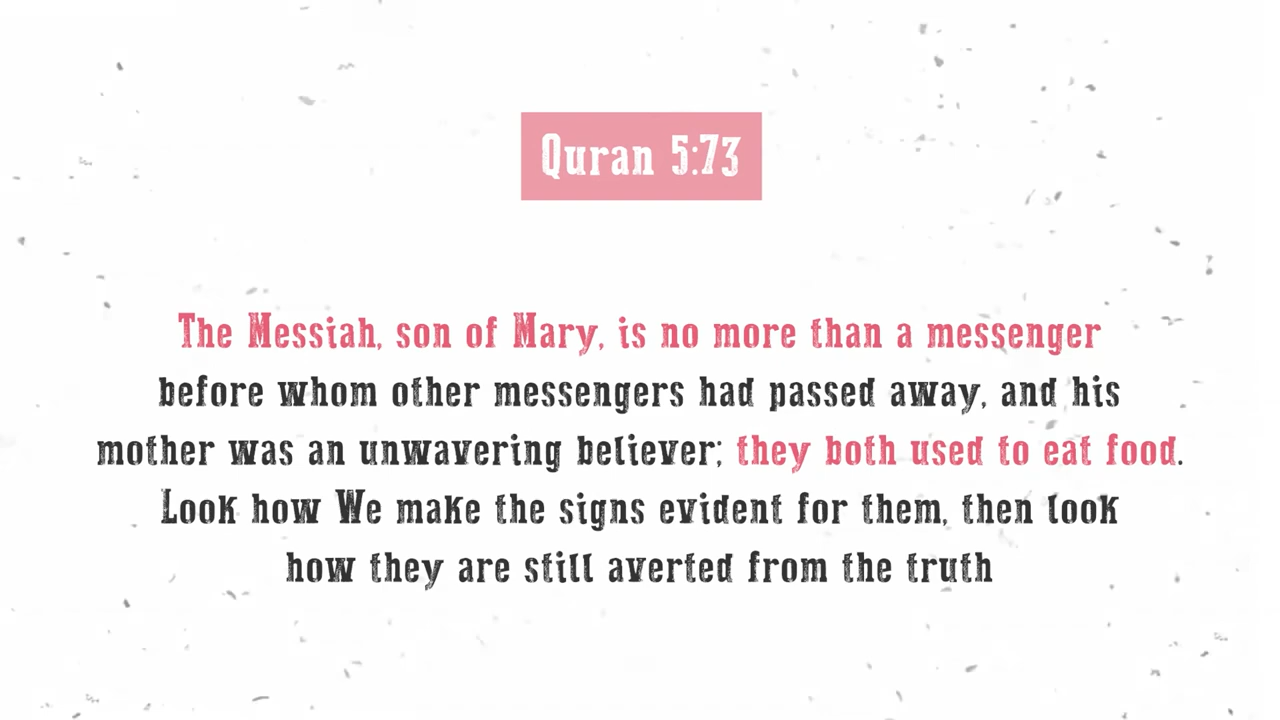 Quran 5:73
The Messiah, son of Mary, is no more than a messenger
before whom other messengers had passed away, and his
mother was an unwavering believer; they both used to eat food.
Look how We make the signs evident for them, then look
how they are still averted from the truth